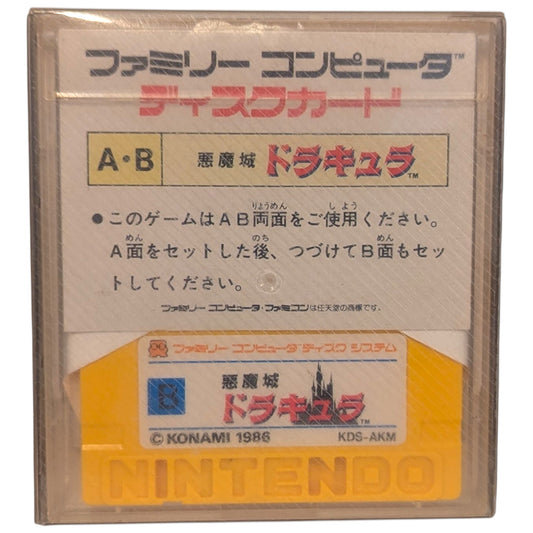 ファミリー コンピュータ™
ディスクカード
A・B 悪魔城 ドラキュラ™
●このゲームはAB両面をご使用ください。
A面をセットした後、つづけてB面もセッ
トしてください。
ファミリー コンピュータ・ファミコンは任天堂の商標です。
ファミリー コンピュータ ディスク システム
B 悪魔城
ドラキュラ™
© KONAMI 1986 KDS-AKM
NINTENDO